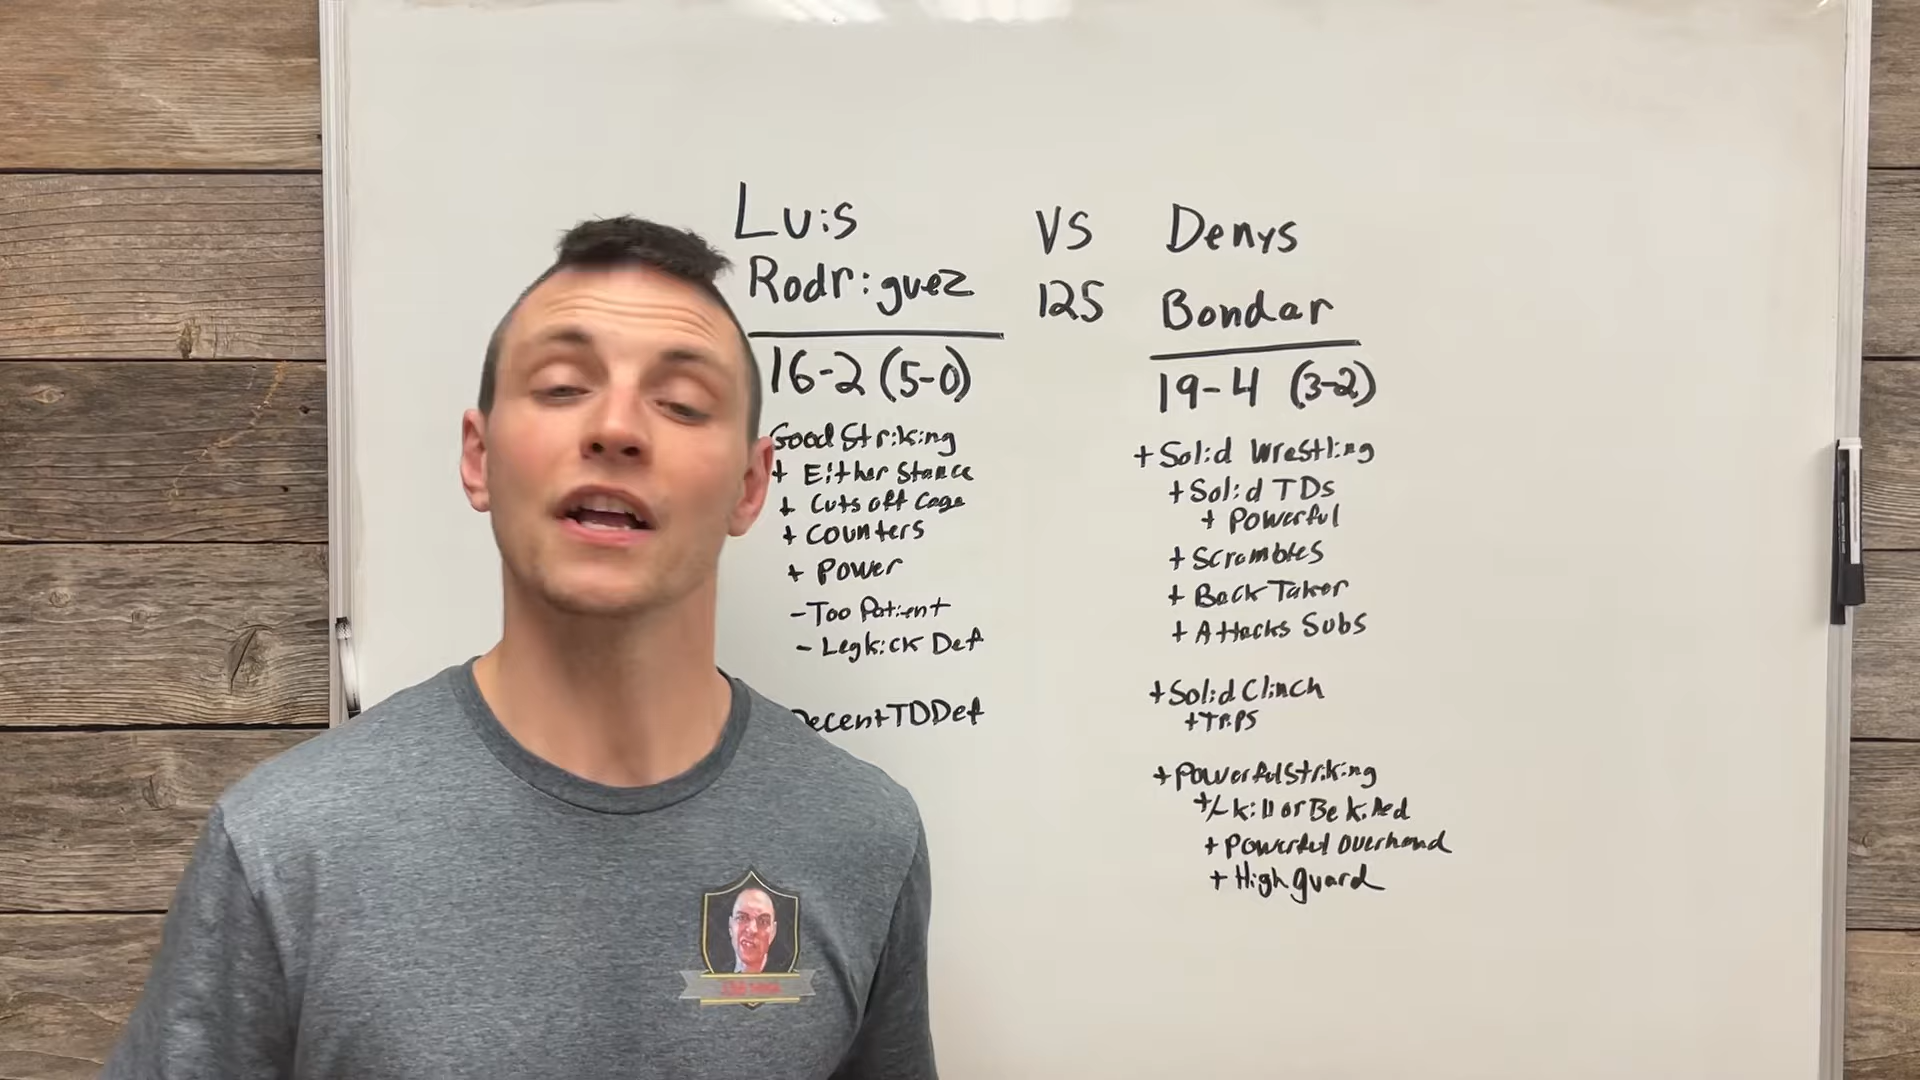 Luis
Rodriguez
16-2 (5-0)
Good Striking
+ Either Stance
+ Cuts off Cage
+ Counters
+ Power
- Too Patient
- Legkick Def
Decent TD Def
VS
125
Denys
Bondar
19-4 (3-2)
+ Solid Wrestling
+ Solid TDs
+ Powerful
+ Scrambles
+ Back Taker
+ Attacks Subs
+ Solid Clinch
+ Trips
+ Powerful Striking
+/- Kill or Be Killed
+ Powerful Overhand
+ High guard